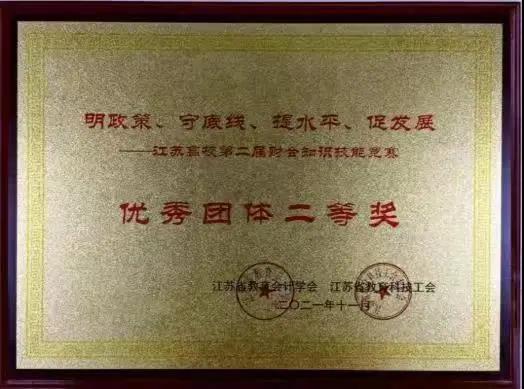 明政策、守底线、提水平、促发展
——江苏高校第二届财会知识技能竞赛
优秀团体二等奖
江苏省教育会计学会 江苏省教育科技工会
二〇二一年十一月